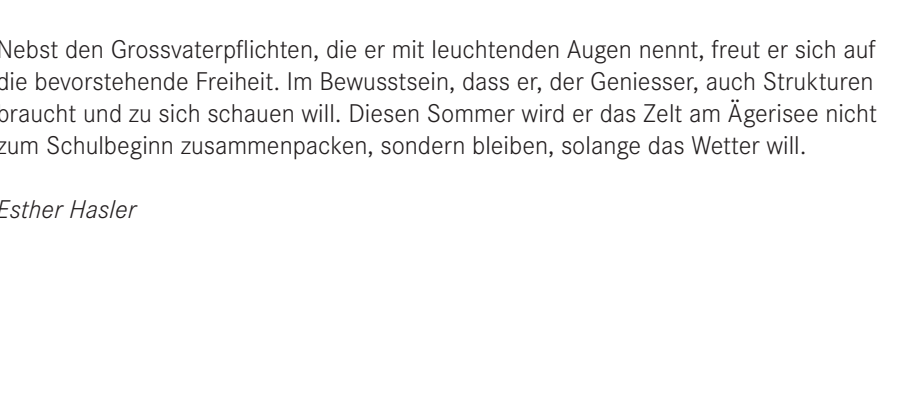 Nebst den Grossvaterpflichten, die er mit leuchtenden Augen nennt, freut er sich auf
die bevorstehende Freiheit. Im Bewusstsein, dass er, der Geniesser, auch Strukturen
braucht und zu sich schauen will. Diesen Sommer wird er das Zelt am Ägerisee nicht
zum Schulbeginn zusammenpacken, sondern bleiben, solange das Wetter will.
Esther Hasler